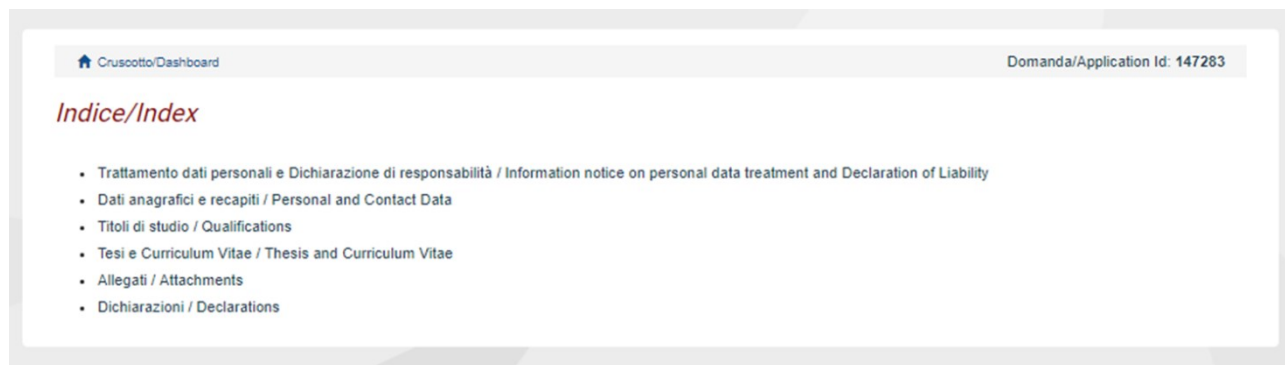 Cruscotto/Dashboard
Domanda/Application Id: 147283
Indice/Index
Trattamento dati personali e Dichiarazione di responsabilità / Information notice on personal data treatment and Declaration of Liability
Dati anagrafici e recapiti / Personal and Contact Data
Titoli di studio / Qualifications
Tesi e Curriculum Vitae / Thesis and Curriculum Vitae
Allegati / Attachments
Dichiarazioni / Declarations